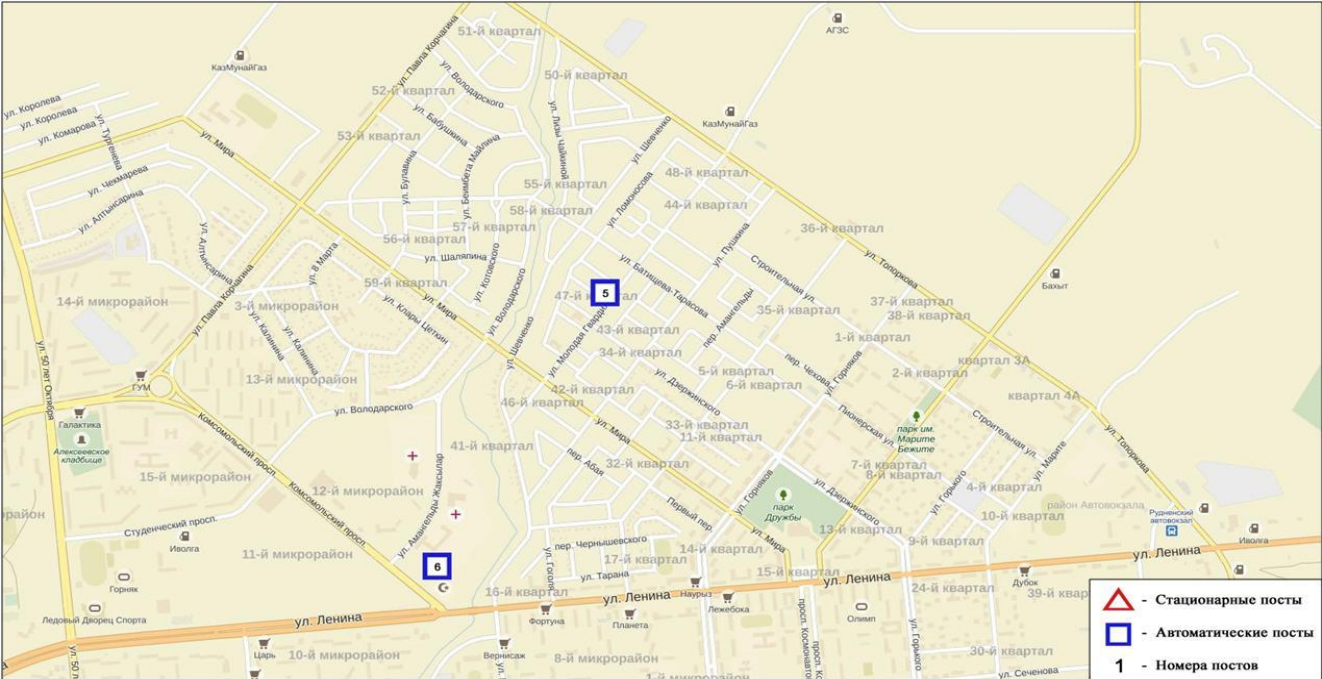 51-й квартал
АГЗС
ул. Павла Корчагина
КазМунайГаз
ул. Володарского
50-й квартал
52-й квартал
ул. Королева
ул. Королева
ул. Комарова
ул. Тургенева
ул. Бабушкина
ул. Лизы Чайкиной
КазМунайГаз
ул. Мира
53-й квартал
ул. Беимбета Майлина
ул. Шевченко
ул. Булавина
48-й квартал
ул. Чекмарева
55-й квартал
ул. Ломоносова
ул. Алтынсарина
58-й квартал
44-й квартал
57-й квартал
36-й квартал
ул. Алтынсарина
56-й квартал
ул. Пушкина
ул. 8 Марта
ул. Шаляпина
ул. Батищева-Тарасова
Строительная ул.
ул. Топоркова
59-й квартал
ул. Котовского
Бахыт
14-й микрорайон
3-й микрорайон
ул. Павла Корчагина
ул. Клары Цеткин
ул. Мира
ул. Володарского
47-й квартал
5
37-й квартал
35-й квартал
38-й квартал
ул. Калинина
ул. Калинина
43-й квартал
пер. Амангельды
1-й квартал
ул. Шевченко
ул. Молодая Гвардия
34-й квартал
квартал 3А
ул. 50 лет Октября
ГУМ
13-й микрорайон
5-й квартал
пер. Чехова
ул. Горняков
2-й квартал
6-й квартал
ул. Дзержинского
42-й квартал
46-й квартал
квартал 4А
Галактика
ул. Володарского
Комсомольский просп.
Алексеевское
кладбище
ул. Мира
33-й квартал
11-й квартал
Пионерская ул.
парк им.
Марите
Бежите
Строительная ул.
ул. Топоркова
41-й квартал
ул. Марите
15-й микрорайон
пер. Абая
32-й квартал
7-й квартал
8-й квартал
12-й микрорайон
Комсомольский просп.
ул. Амангельды Жаксылар
ул. Горняков
ул. Дзержинского
ул. Горького
4-й квартал
Первый пер.
парк
Дружбы
район Автовокзала
10-й квартал
Студенческий просп.
Иволга
13-й квартал
Рудненский
автовокзал
Иволга
пер. Чернышевского
ул. Мира
9-й квартал
11-й микрорайон
14-й квартал
17-й квартал
ул. Ленина
6
ул. Гоголя
ул. Тарана
15-й квартал
Дубок
Горняк
16-й квартал
ул. Ленина
Наурыз
ул. Ленина
24-й квартал
Лежебока
Ледовый Дворец Спорта
ул. Ленина
Фортуна
Планета
Олимп
- Стационарные посты
- Автоматические посты
Царь
10-й микрорайон
Вернисаж
8-й микрорайон
ул. Горького
30-й квартал
1 - Номера постов
ул. Сеченова